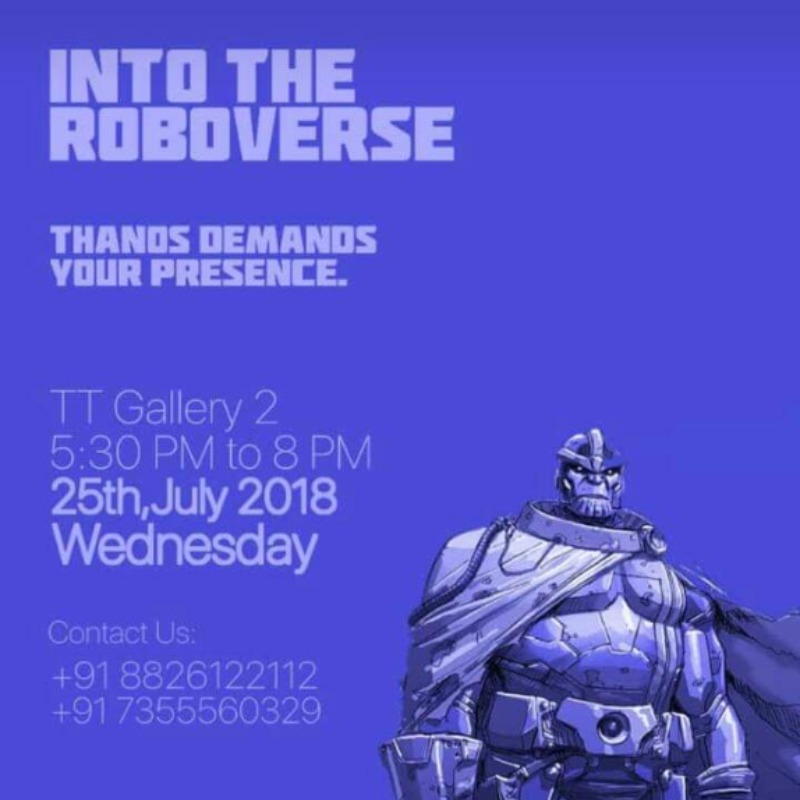 INTO THE
ROBOVERSE
THANOS DEMANDS
YOUR PRESENCE.
TT Gallery 2
5:30 PM to 8 PM
25th,July 2018
Wednesday
Contact Us:
+91 8826122112
+91 7355560329